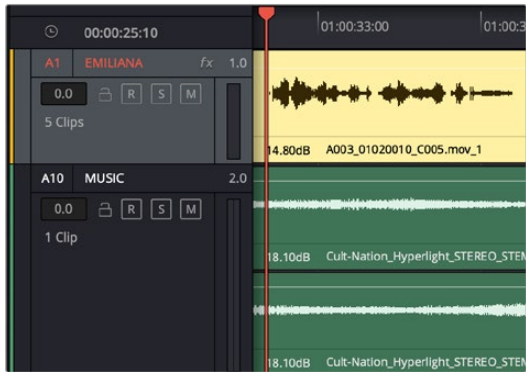 00:00:25:10
01:00:33:00
01:00:3
A1 EMILIANA fx 1.0
0.0 R S M
5 Clips
14.80dB A003_01020010_C005.mov_1
A10 MUSIC 2.0
0.0 R S M
1 Clip
18.10dB Cult-Nation_Hyperlight_STEREO_STEM
18.10dB Cult-Nation_Hyperlight_STEREO_STEM